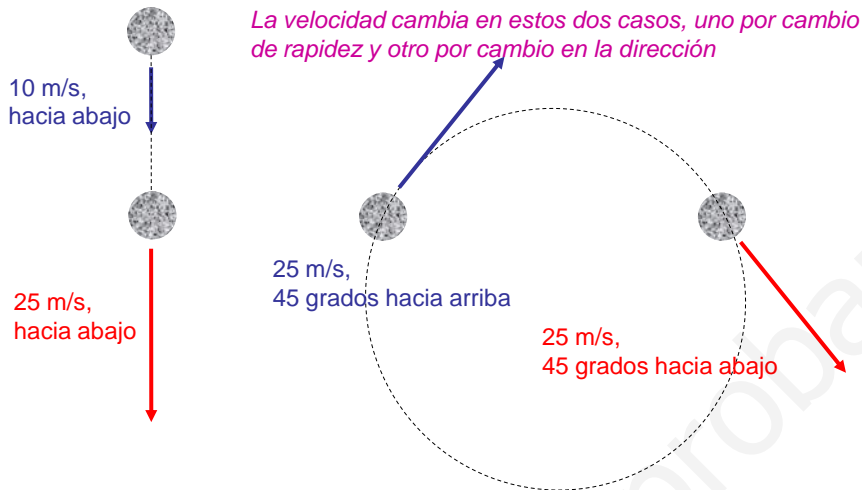 La velocidad cambia en estos dos casos, uno por cambio
de rapidez y otro por cambio en la dirección
10 m/s,
hacia abajo
25 m/s,
hacia abajo
25 m/s,
45 grados hacia arriba
25 m/s,
45 grados hacia abajo